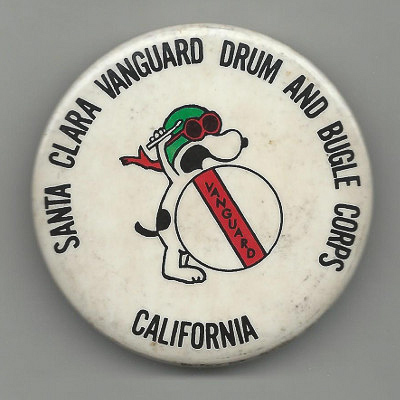 SANTA CLARA VANGUARD DRUM AND BUGLE CORPS
VANGUARD
CALIFORNIA